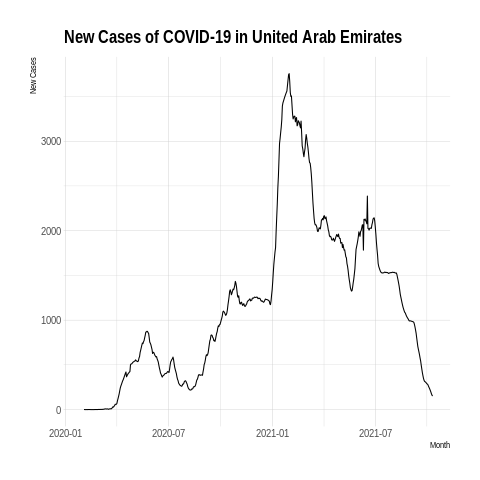 New Cases of COVID-19 in United Arab Emirates
New Cases
3000
2000
1000
0
2020-01 2020-07 2021-01 2021-07
Month